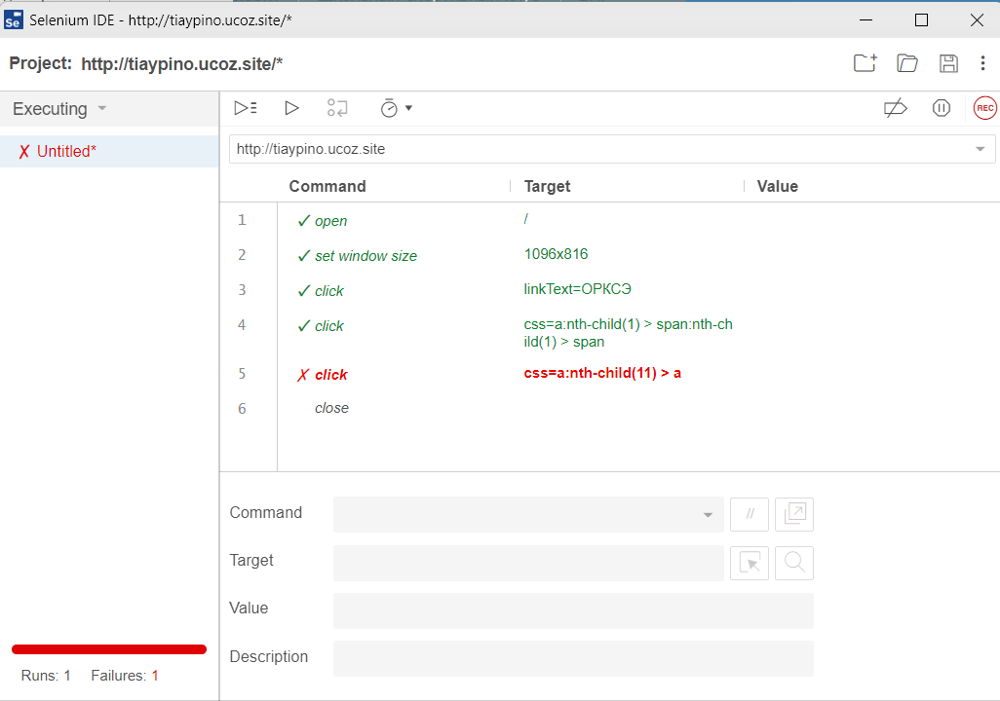 Selenium IDE - http://tiaypino.ucoz.site/*
Project: http://tiaypino.ucoz.site/*
Executing
REC
✗ Untitled*
http://tiaypino.ucoz.site
Command Target Value
1 ✓ open /
2 ✓ set window size 1096x816
3 ✓ click linkText=ОРКСЭ
4 ✓ click css=a:nth-child(1) > span:nth-ch
ild(1) > span
5 ✗ click css=a:nth-child(11) > a
6 close
Command //
Target
Value
Description
Runs: 1 Failures: 1